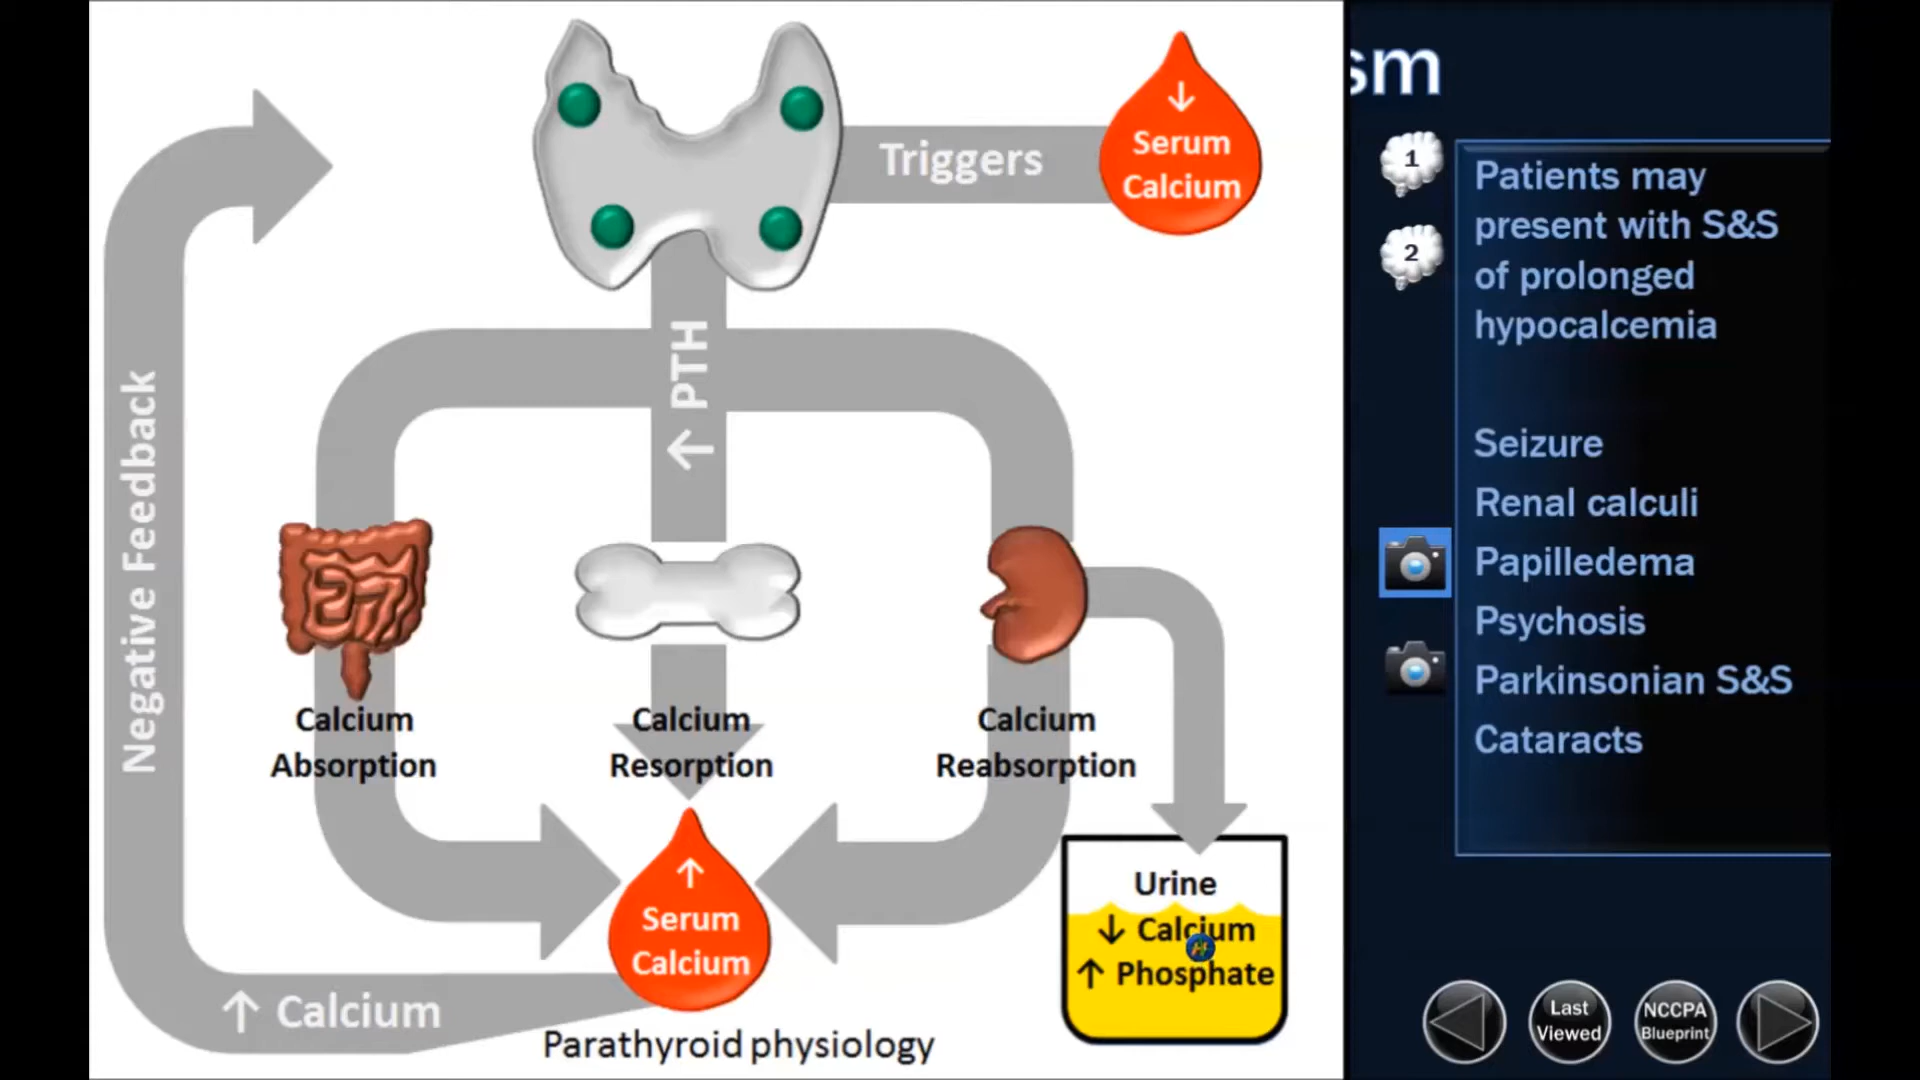 ↓
Serum
Calcium
Triggers
↑ PTH
Negative Feedback
Calcium
Absorption
Calcium
Resorption
Calcium
Reabsorption
↑
Serum
Calcium
↑ Calcium
Urine
↓ Calcium
↑ Phosphate
Parathyroid physiology
sm
1
2
Patients may
present with S&S
of prolonged
hypocalcemia
Seizure
Renal calculi
Papilledema
Psychosis
Parkinsonian S&S
Cataracts
Last
Viewed
NCCPA
Blueprint